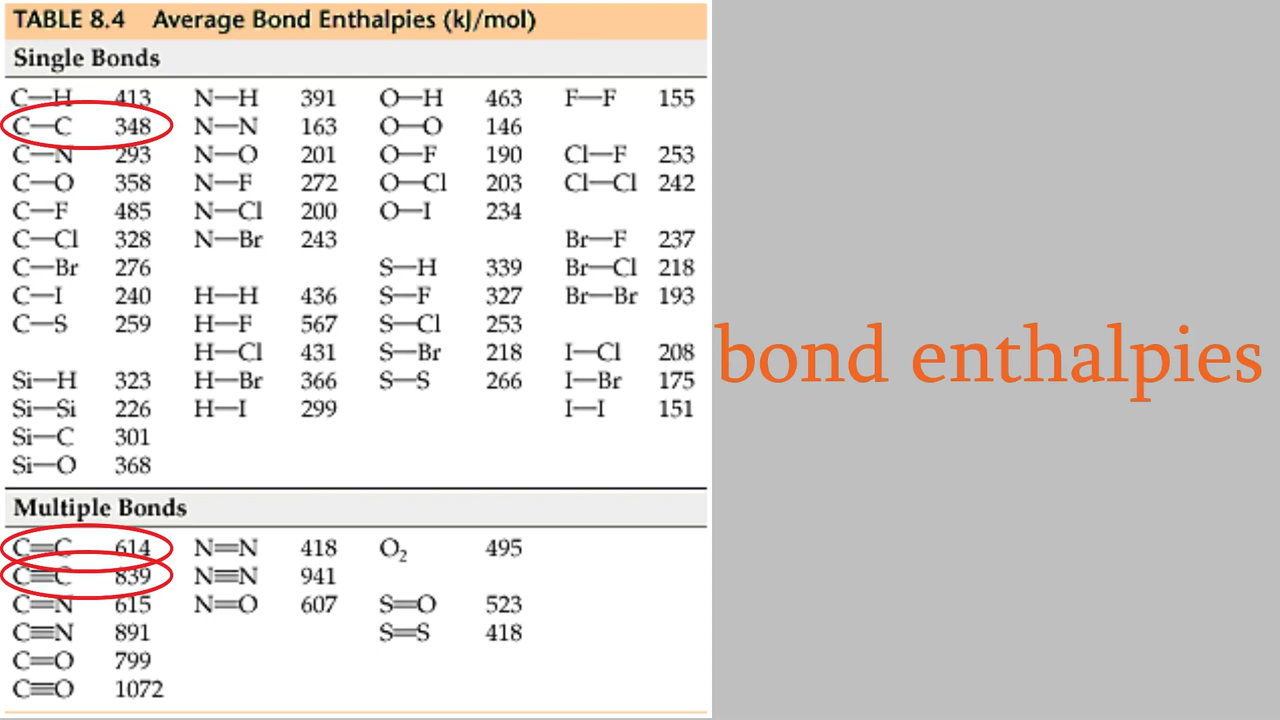 TABLE 8.4 Average Bond Enthalpies (kJ/mol)
Single Bonds
C—H 413 N—H 391 O—H 463 F—F 155
C—C 348 N—N 163 O—O 146
C—N 293 N—O 201 O—F 190 Cl—F 253
C—O 358 N—F 272 O—Cl 203 Cl—Cl 242
C—F 485 N—Cl 200 O—I 234
C—Cl 328 N—Br 243 Br—F 237
C—Br 276 S—H 339 Br—Cl 218
C—I 240 H—H 436 S—F 327 Br—Br 193
C—S 259 H—F 567 S—Cl 253
H—Cl 431 S—Br 218 I—Cl 208
Si—H 323 H—Br 366 S—S 266 I—Br 175
Si—Si 226 H—I 299 I—I 151
Si—C 301
Si—O 368
Multiple Bonds
C=C 614 N=N 418 O₂ 495
C≡C 839 N≡N 941
C=N 615 N=O 607 S=O 523
C≡N 891 S=S 418
C=O 799
C≡O 1072
bond enthalpies